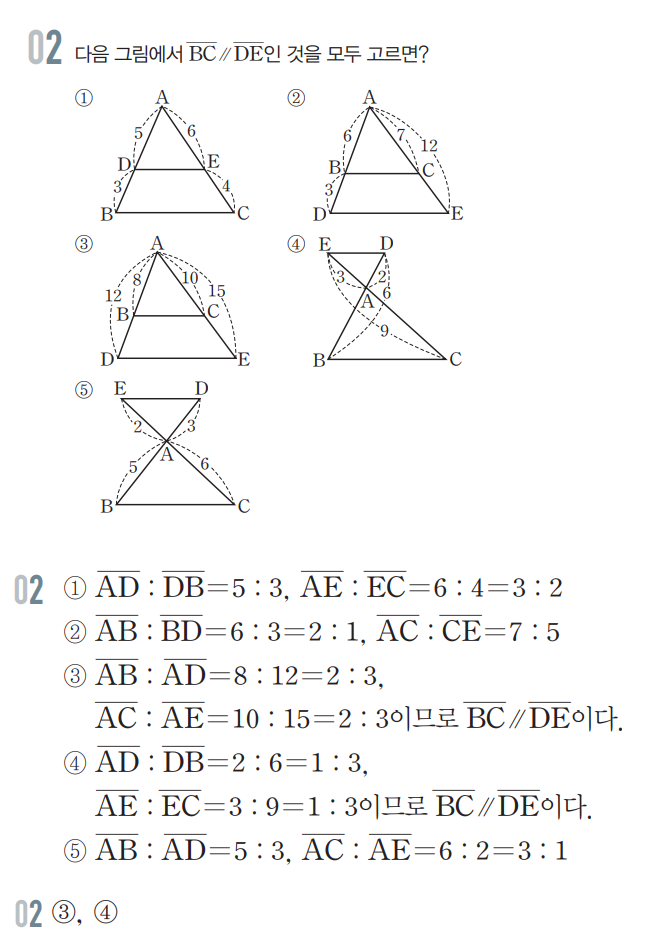 02 다음 그림에서 BC∥DE인 것을 모두 고르면?
① ②
A A
5 6 6 7 12
D E B C
3 4 3
B C D E
③ ④
A E D
12 8 10 15 3 2
B C A 6
9
D E B C
⑤
E D
2 3
A
5 6
B C
02 ① AD : DB=5 : 3, AE : EC=6 : 4=3 : 2
② AB : BD=6 : 3=2 : 1, AC : CE=7 : 5
③ AB : AD=8 : 12=2 : 3,
AC : AE=10 : 15=2 : 3이므로 BC∥DE이다.
④ AD : DB=2 : 6=1 : 3,
AE : EC=3 : 9=1 : 3이므로 BC∥DE이다.
⑤ AB : AD=5 : 3, AC : AE=6 : 2=3 : 1
02 ③, ④